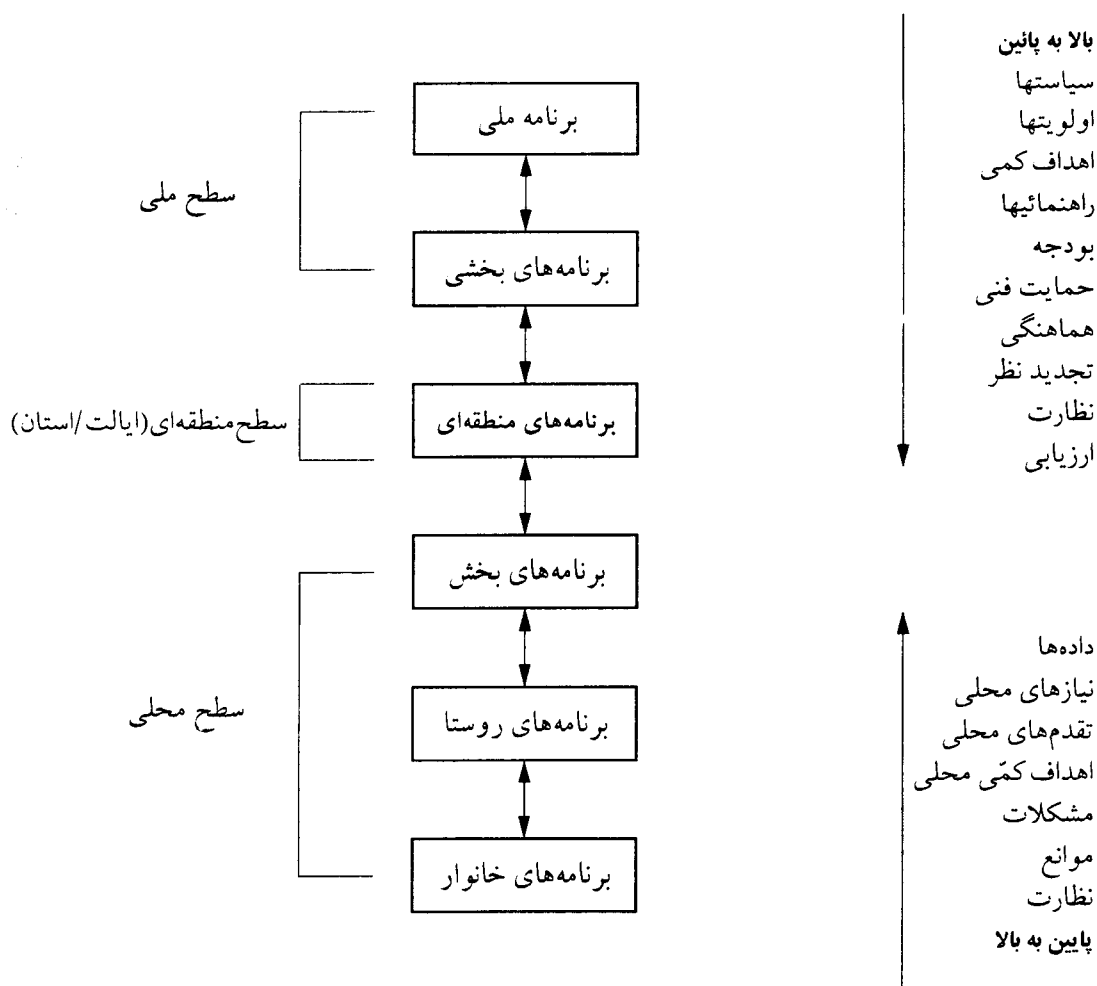 بالا به پائین
سیاستها
اولویتها
اهداف کمی
راهنمائیها
بودجه
حمایت فنی
هماهنگی
تجدید نظر
نظارت
ارزیابی
داده‌ها
نیازهای محلی
تقدم‌های محلی
اهداف کمّی محلی
مشکلات
موانع
نظارت
پایین به بالا
برنامه ملی
برنامه‌های بخشی
برنامه‌های منطقه‌ای
برنامه‌های بخش
برنامه‌های روستا
برنامه‌های خانوار
سطح ملی
سطح منطقه‌ای (ایالت/استان)
سطح محلی